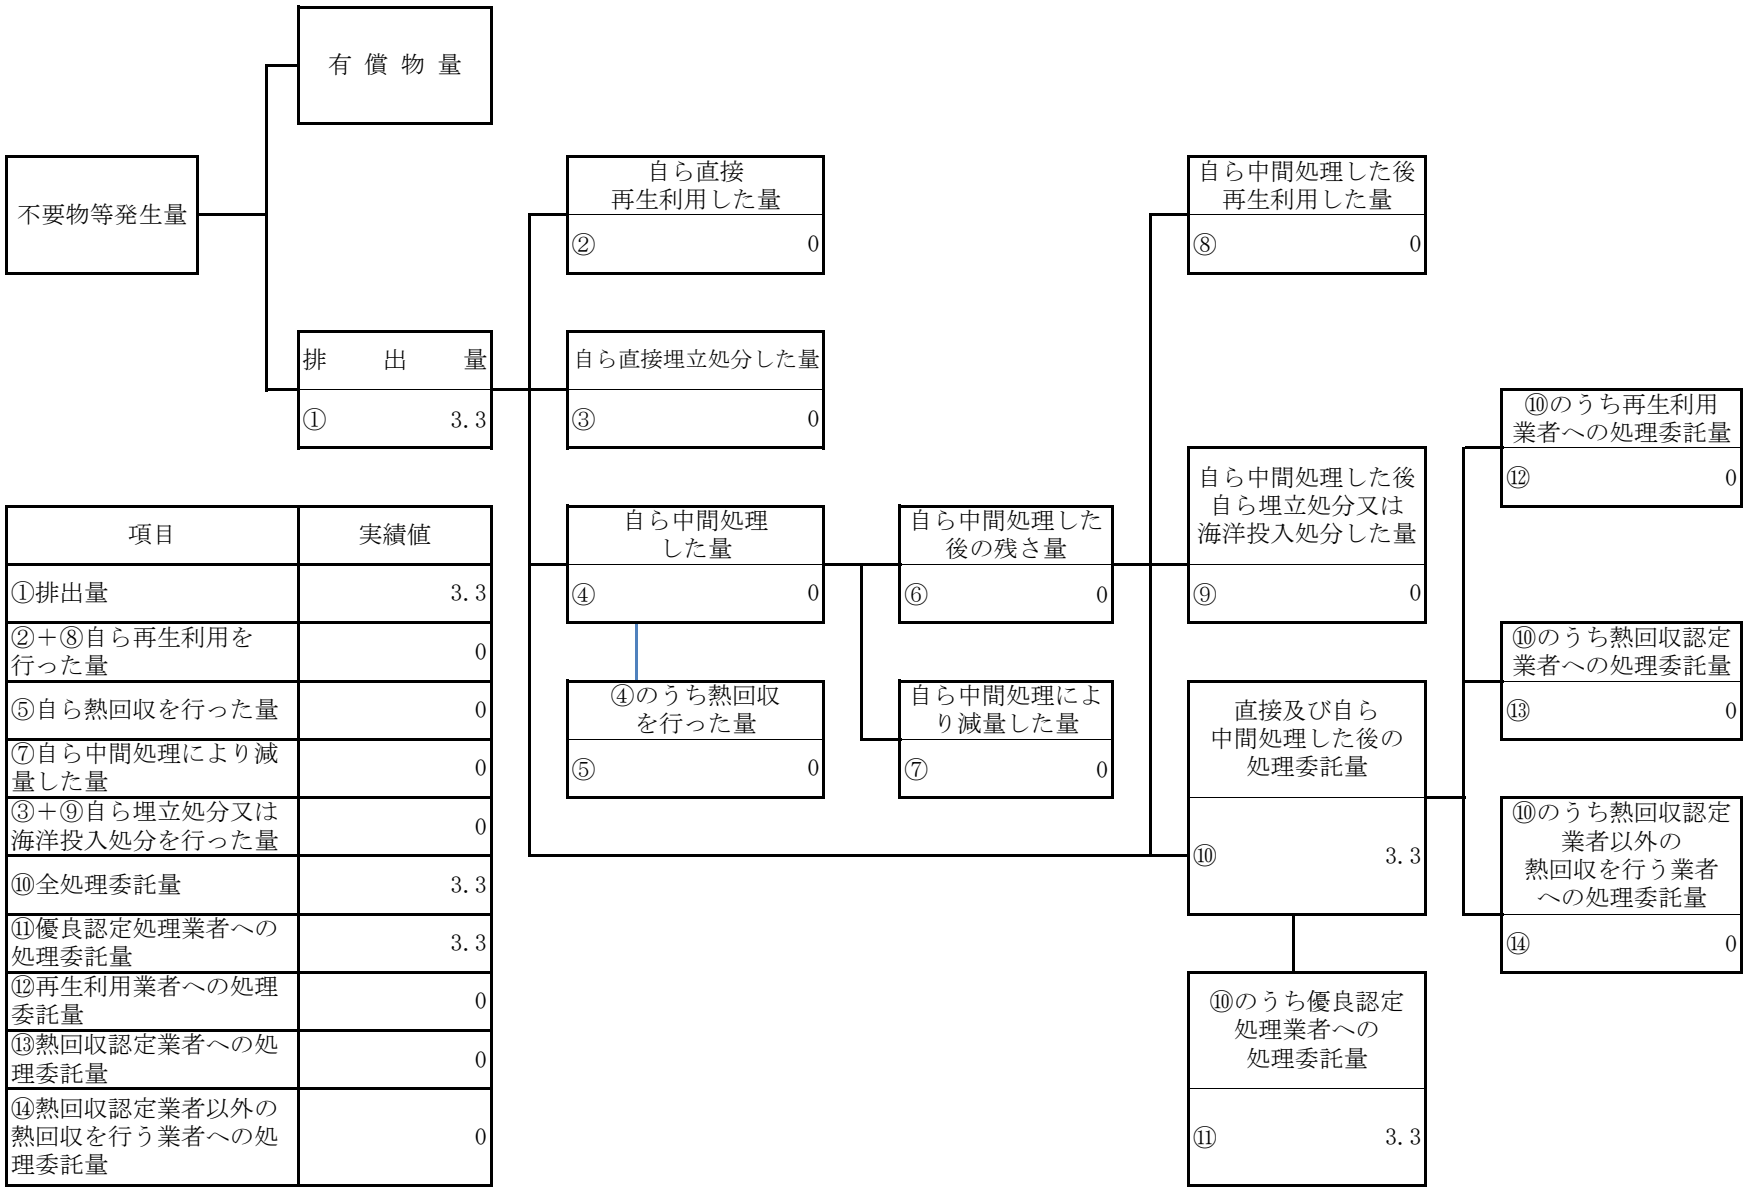 有償物量
不要物等発生量
自ら直接
再生利用した量
② 0
自ら中間処理した後
再生利用した量
⑧ 0
排出量
① 3.3
自ら直接埋立処分した量
③ 0
⑩のうち再生利用
業者への処理委託量
⑫ 0
自ら中間処理
した量
④ 0
自ら中間処理した
後の残さ量
⑥ 0
自ら中間処理した後
自ら埋立処分又は
海洋投入処分した量
⑨ 0
⑩のうち熱回収認定
業者への処理委託量
⑬ 0
④のうち熱回収
を行った量
⑤ 0
自ら中間処理によ
り減量した量
⑦ 0
直接及び自ら
中間処理した後の
処理委託量
⑩ 3.3
⑩のうち熱回収認定
業者以外の
熱回収を行う業者
への処理委託量
⑭ 0
⑩のうち優良認定
処理業者への
処理委託量
⑪ 3.3
項目 実績値
①排出量 3.3
②＋⑧自ら再生利用を
行った量 0
⑤自ら熱回収を行った量 0
⑦自ら中間処理により減
量した量 0
③＋⑨自ら埋立処分又は
海洋投入処分を行った量 0
⑩全処理委託量 3.3
⑪優良認定処理業者への
処理委託量 3.3
⑫再生利用業者への処理
委託量 0
⑬熱回収認定業者への処
理委託量 0
⑭熱回収認定業者以外の
熱回収を行う業者への処 0
理委託量